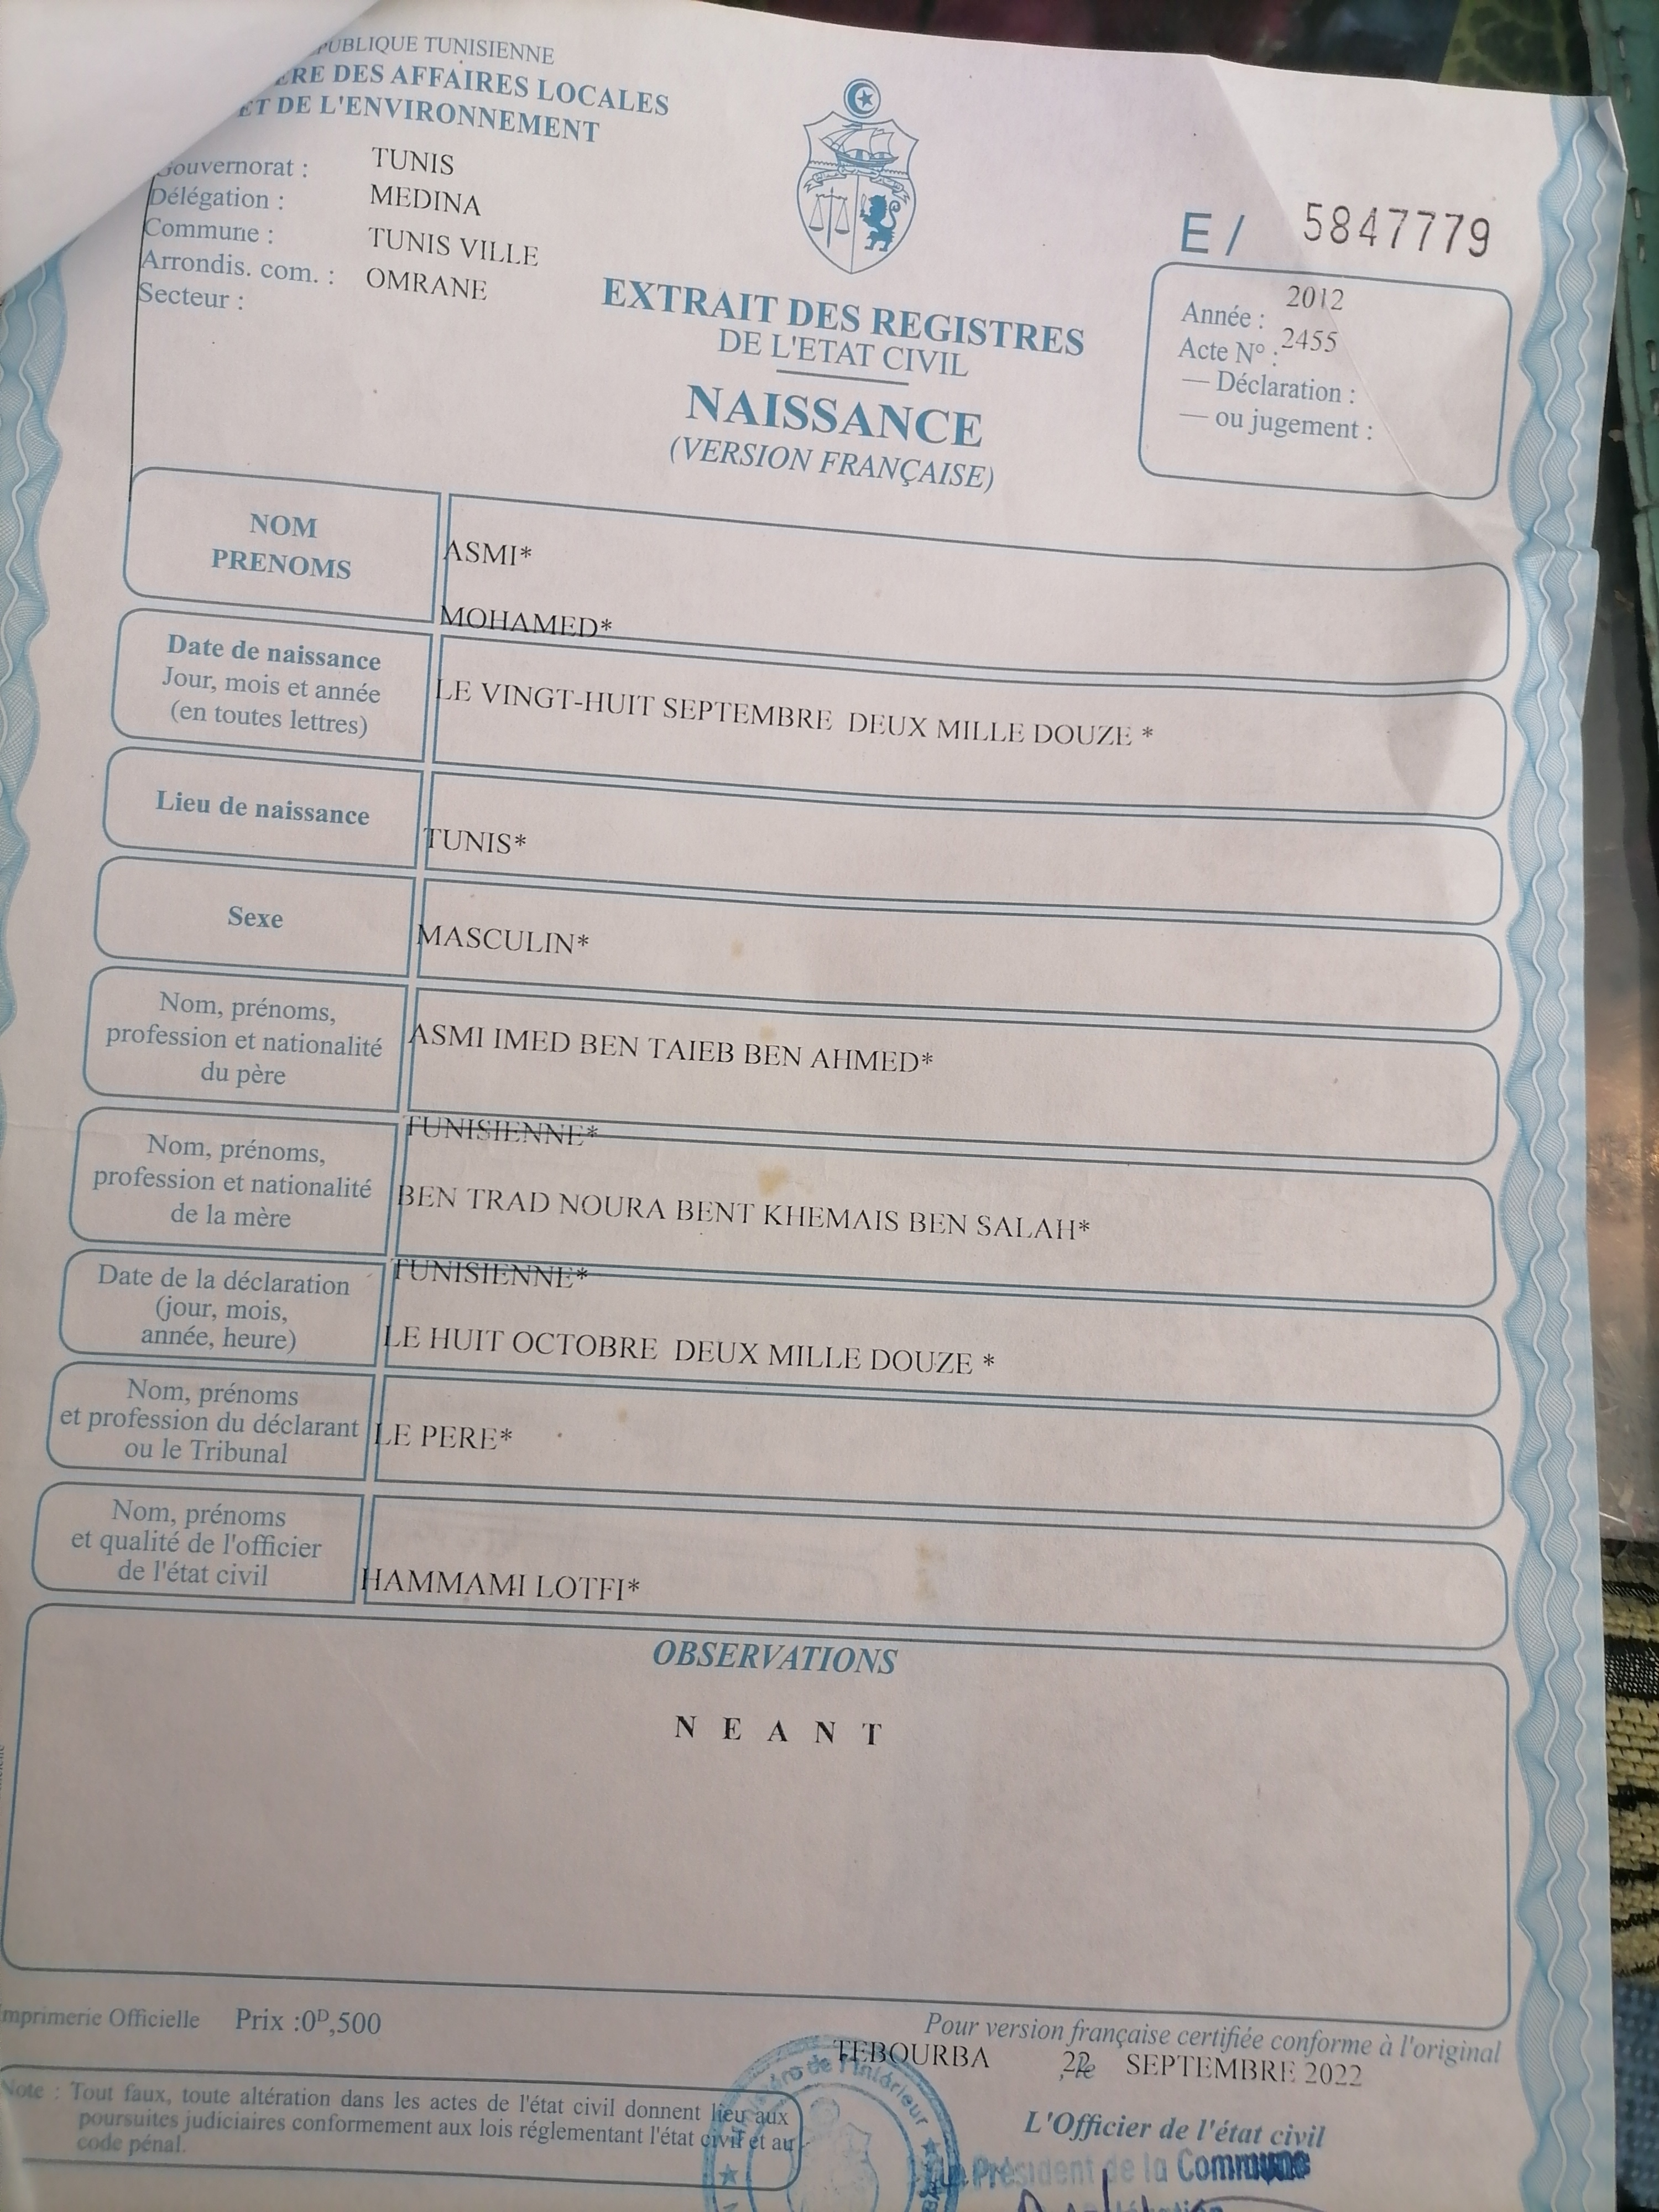 PUBLIQUE TUNISIENNE
ERE DES AFFAIRES LOCALES
ET DE L'ENVIRONNEMENT
Gouvernorat : TUNIS
Délégation : MEDINA
Commune : TUNIS VILLE
Arrondis. com. : OMRANE
Secteur :
E / 5847779
EXTRAIT DES REGISTRES
DE L'ETAT CIVIL
NAISSANCE
(VERSION FRANÇAISE)
Année : 2012
Acte N° : 2455
— Déclaration :
— ou jugement :
NOM
PRENOMS
ASMI*
MOHAMED*
Date de naissance
Jour, mois et année
(en toutes lettres)
LE VINGT-HUIT SEPTEMBRE DEUX MILLE DOUZE *
Lieu de naissance
TUNIS*
Sexe
MASCULIN*
Nom, prénoms,
profession et nationalité
du père
ASMI IMED BEN TAIEB BEN AHMED*
TUNISIENNE*
Nom, prénoms,
profession et nationalité
de la mère
BEN TRAD NOURA BENT KHEMAIS BEN SALAH*
TUNISIENNE*
Date de la déclaration
(jour, mois,
année, heure)
LE HUIT OCTOBRE DEUX MILLE DOUZE *
Nom, prénoms
et profession du déclarant
ou le Tribunal
LE PERE*
Nom, prénoms
et qualité de l'officier
de l'état civil
HAMMAMI LOTFI*
OBSERVATIONS
N E A N T
Imprimerie Officielle Prix :0D,500
Pour version française certifiée conforme à l'original
TEBOURBA , le 22 SEPTEMBRE 2022
Note : Tout faux, toute altération dans les actes de l'état civil donnent lieu aux
poursuites judiciaires conformement aux lois réglementant l'état civil et au
code pénal.
L'Officier de l'état civil
Président de la Commune
de l'Intérieur